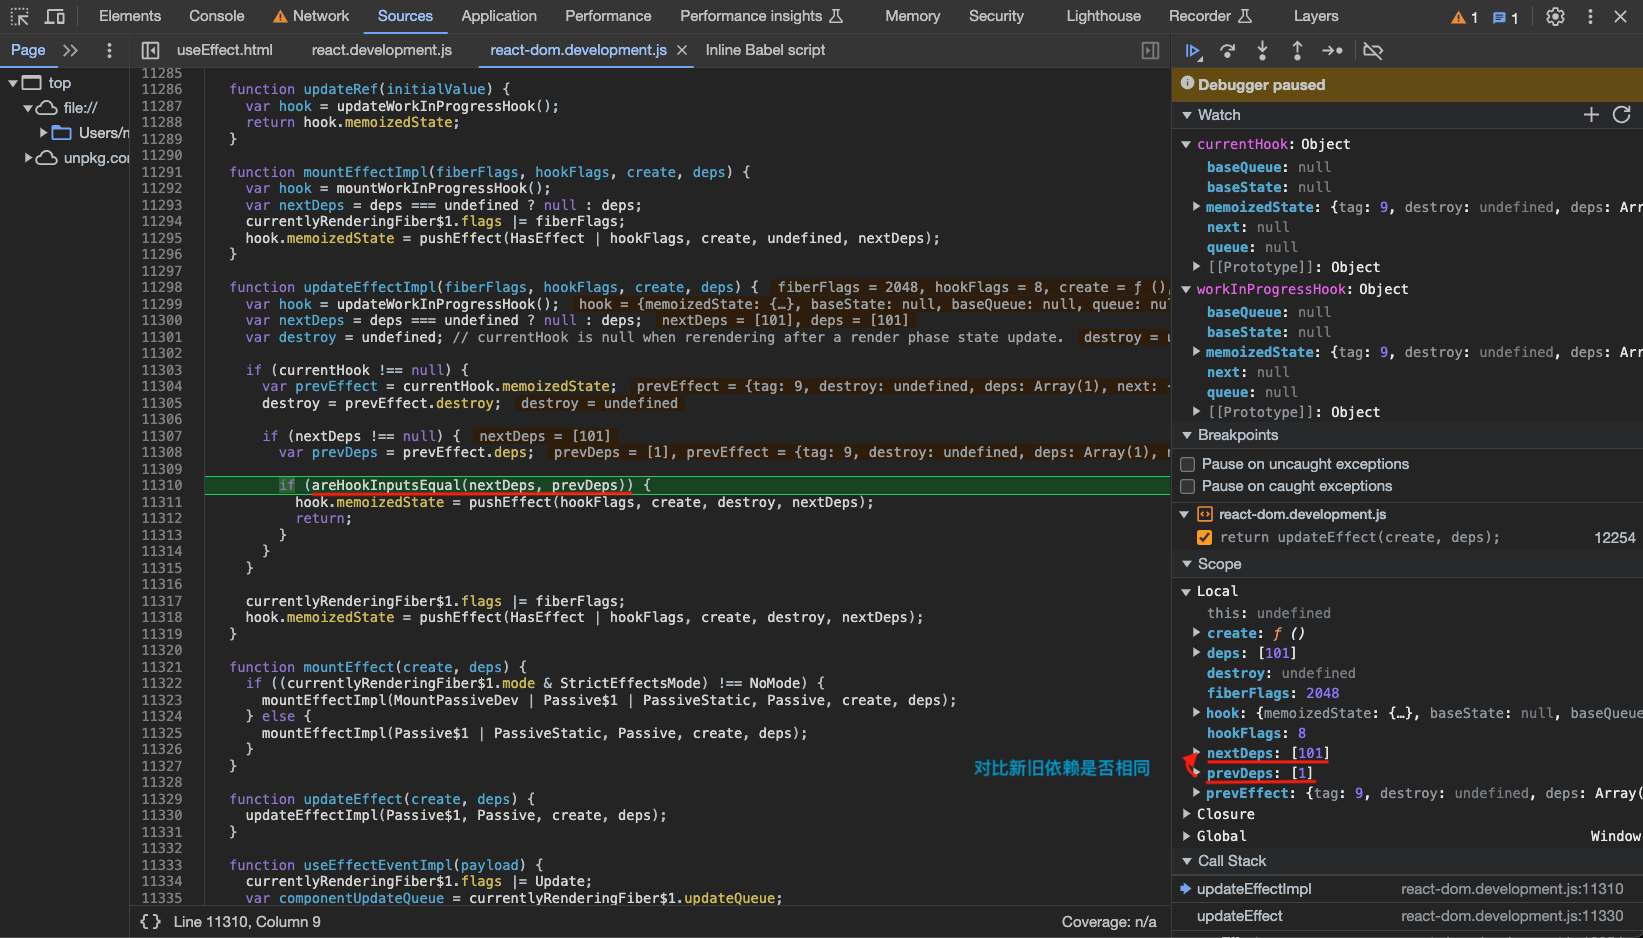 Elements Console Network Sources Application Performance Performance insights Memory Security Lighthouse Recorder Layers 1 1
Page useEffect.html react.development.js react-dom.development.js Inline Babel script
top
file://
Users/
unpkg.co
11285
11286 function updateRef(initialValue) {
11287 var hook = updateWorkInProgressHook();
11288 return hook.memoizedState;
11289 }
11290
11291 function mountEffectImpl(fiberFlags, hookFlags, create, deps) {
11292 var hook = mountWorkInProgressHook();
11293 var nextDeps = deps === undefined ? null : deps;
11294 currentlyRenderingFiber$1.flags |= fiberFlags;
11295 hook.memoizedState = pushEffect(HasEffect | hookFlags, create, undefined, nextDeps);
11296 }
11297
11298 function updateEffectImpl(fiberFlags, hookFlags, create, deps) { fiberFlags = 2048, hookFlags = 8, create = ƒ (),
11299 var hook = updateWorkInProgressHook(); hook = {memoizedState: {…}, baseState: null, baseQueue: null, queue: nu
11300 var nextDeps = deps === undefined ? null : deps; nextDeps = [101], deps = [101]
11301 var destroy = undefined; // currentHook is null when rerendering after a render phase state update. destroy = u
11302
11303 if (currentHook !== null) {
11304 var prevEffect = currentHook.memoizedState; prevEffect = {tag: 9, destroy: undefined, deps: Array(1), next:
11305 destroy = prevEffect.destroy; destroy = undefined
11306
11307 if (nextDeps !== null) { nextDeps = [101]
11308 var prevDeps = prevEffect.deps; prevDeps = [1], prevEffect = {tag: 9, destroy: undefined, deps: Array(1), n
11309
11310 if (areHookInputsEqual(nextDeps, prevDeps)) {
11311 hook.memoizedState = pushEffect(hookFlags, create, destroy, nextDeps);
11312 return;
11313 }
11314 }
11315 }
11316
11317 currentlyRenderingFiber$1.flags |= fiberFlags;
11318 hook.memoizedState = pushEffect(HasEffect | hookFlags, create, destroy, nextDeps);
11319 }
11320
11321 function mountEffect(create, deps) {
11322 if ((currentlyRenderingFiber$1.mode & StrictEffectsMode) !== NoMode) {
11323 mountEffectImpl(MountPassiveDev | Passive$1 | PassiveStatic, Passive, create, deps);
11324 } else {
11325 mountEffectImpl(Passive$1 | PassiveStatic, Passive, create, deps);
11326 }
11327 }
11328
11329 function updateEffect(create, deps) {
11330 updateEffectImpl(Passive$1, Passive, create, deps);
11331 }
11332
11333 function useEffectEventImpl(payload) {
11334 currentlyRenderingFiber$1.flags |= Update;
11335 var componentUpdateQueue = currentlyRenderingFiber$1.updateQueue;
对比新旧依赖是否相同
{} Line 11310, Column 9 Coverage: n/a
Debugger paused
Watch
currentHook: Object
baseQueue: null
baseState: null
memoizedState: {tag: 9, destroy: undefined, deps: Arr
next: null
queue: null
[[Prototype]]: Object
workInProgressHook: Object
baseQueue: null
baseState: null
memoizedState: {tag: 9, destroy: undefined, deps: Arr
next: null
queue: null
[[Prototype]]: Object
Breakpoints
Pause on uncaught exceptions
Pause on caught exceptions
react-dom.development.js
return updateEffect(create, deps); 12254
Scope
Local
this: undefined
create: ƒ ()
deps: [101]
destroy: undefined
fiberFlags: 2048
hook: {memoizedState: {…}, baseState: null, baseQueue
hookFlags: 8
nextDeps: [101]
prevDeps: [1]
prevEffect: {tag: 9, destroy: undefined, deps: Array(
Closure
Global Window
Call Stack
updateEffectImpl react-dom.development.js:11310
updateEffect react-dom.development.js:11330